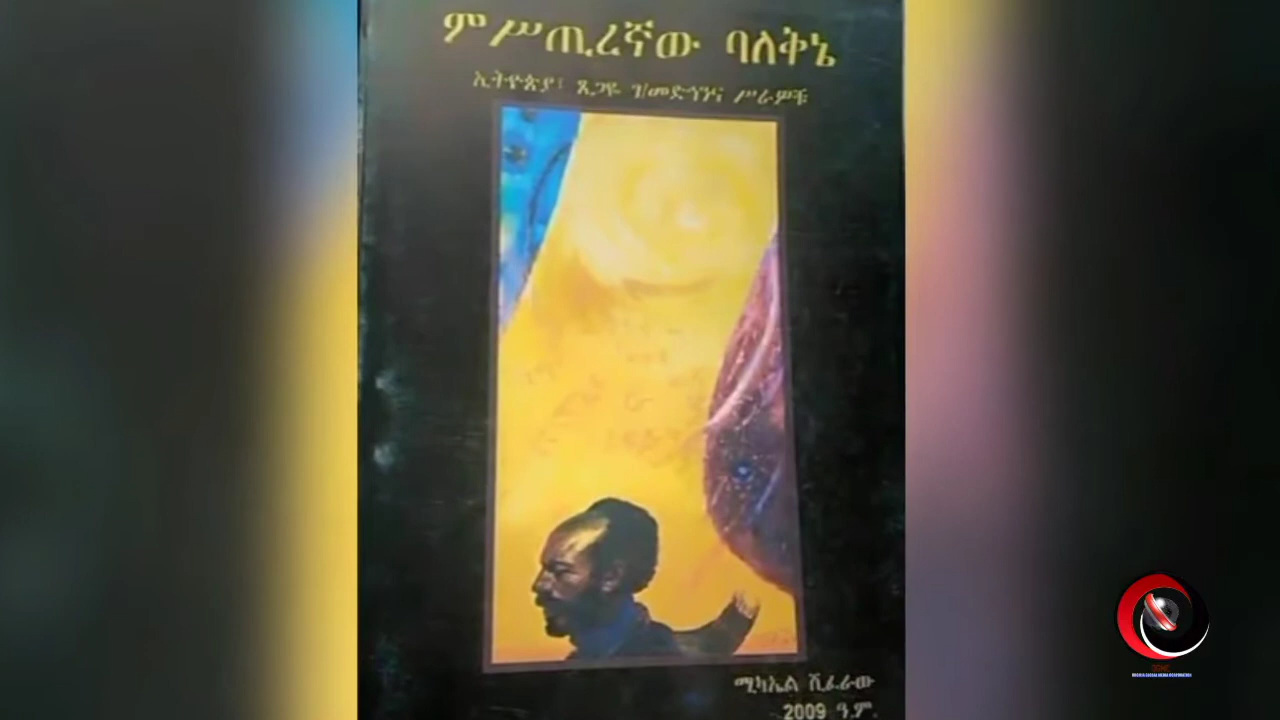 ምሥጢረኛው ባለቅኔ
ኢትዮጵያ፣ ጸጋዬ ገ/መድኅንና ሥራዎቹ
ሚካኤል ሺፈራው
2009 ዓ.ም.